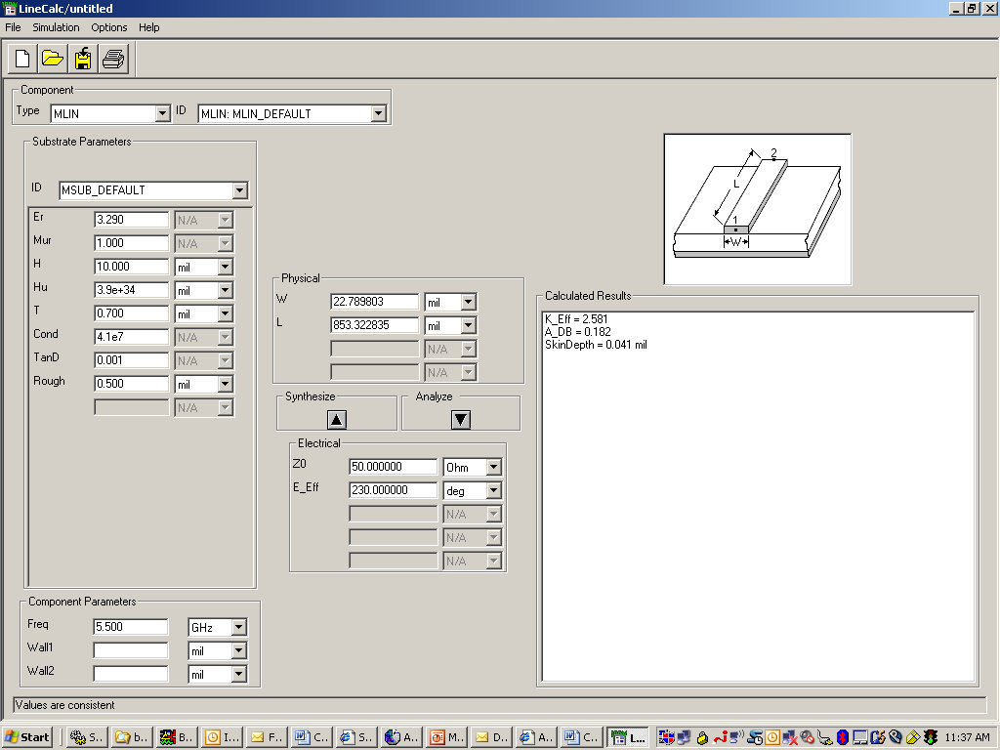 LineCalc/untitled
File Simulation Options Help
Component
Type MLIN ID MLIN: MLIN_DEFAULT
Substrate Parameters
ID MSUB_DEFAULT
Er 3.290 N/A
Mur 1.000 N/A
H 10.000 mil
Hu 3.9e+34 mil
T 0.700 mil
Cond 4.1e7 N/A
TanD 0.001 N/A
Rough 0.500 mil
N/A
Component Parameters
Freq 5.500 GHz
Wall1 mil
Wall2 mil
Physical
W 22.789803 mil
L 853.322835 mil
N/A
N/A
Synthesize Analyze
Electrical
Z0 50.000000 Ohm
E_Eff 230.000000 deg
N/A
N/A
N/A
2
L
1
W
Calculated Results
K_Eff = 2.581
A_DB = 0.182
SkinDepth = 0.041 mil
Values are consistent
Start S... b... B... I... F... C... S... A... M... D... A... C... L... 11:37 AM